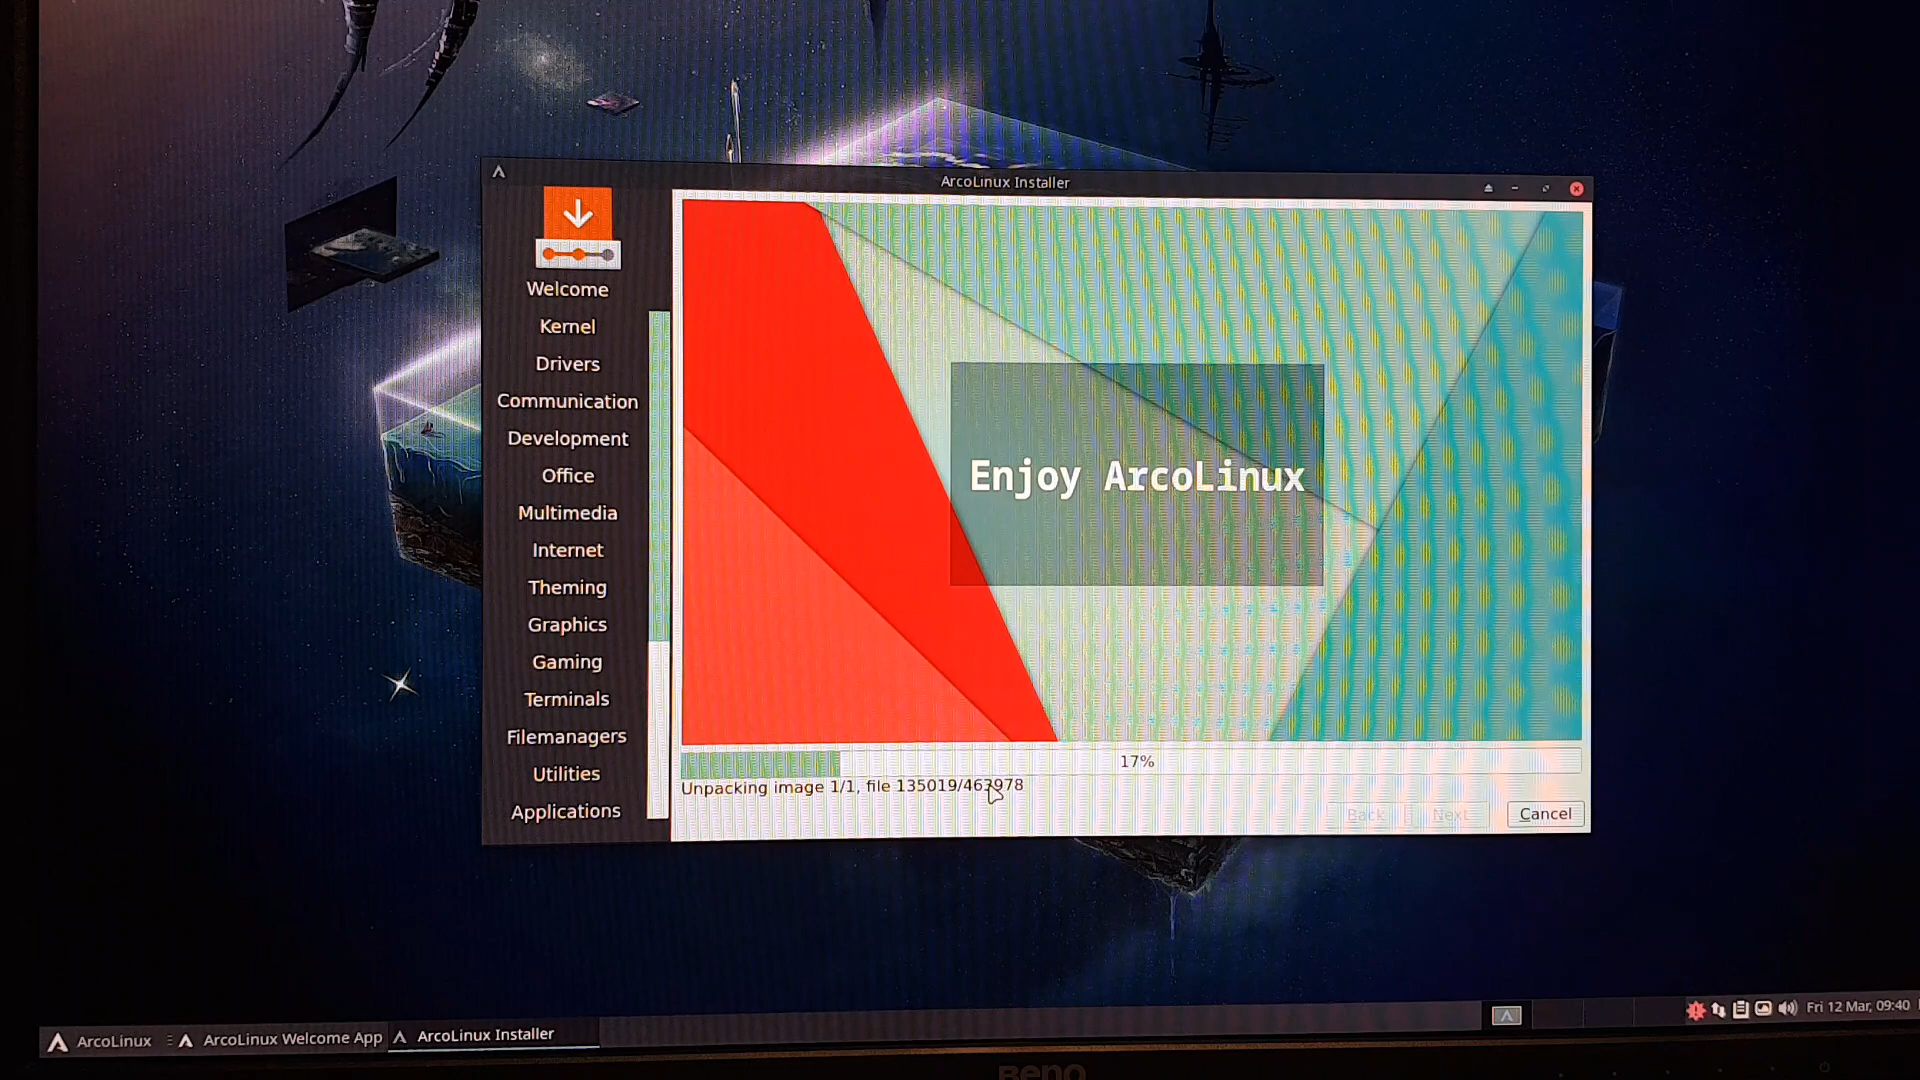 ArcoLinux Installer
Welcome
Kernel
Drivers
Communication
Development
Office
Multimedia
Internet
Theming
Graphics
Gaming
Terminals
Filemanagers
Utilities
Applications
Enjoy ArcoLinux
17%
Unpacking image 1/1, file 135019/463978
Back
Next
Cancel
ArcoLinux
ArcoLinux Welcome App
ArcoLinux Installer
Fri 12 Mar, 09:40
BenQ